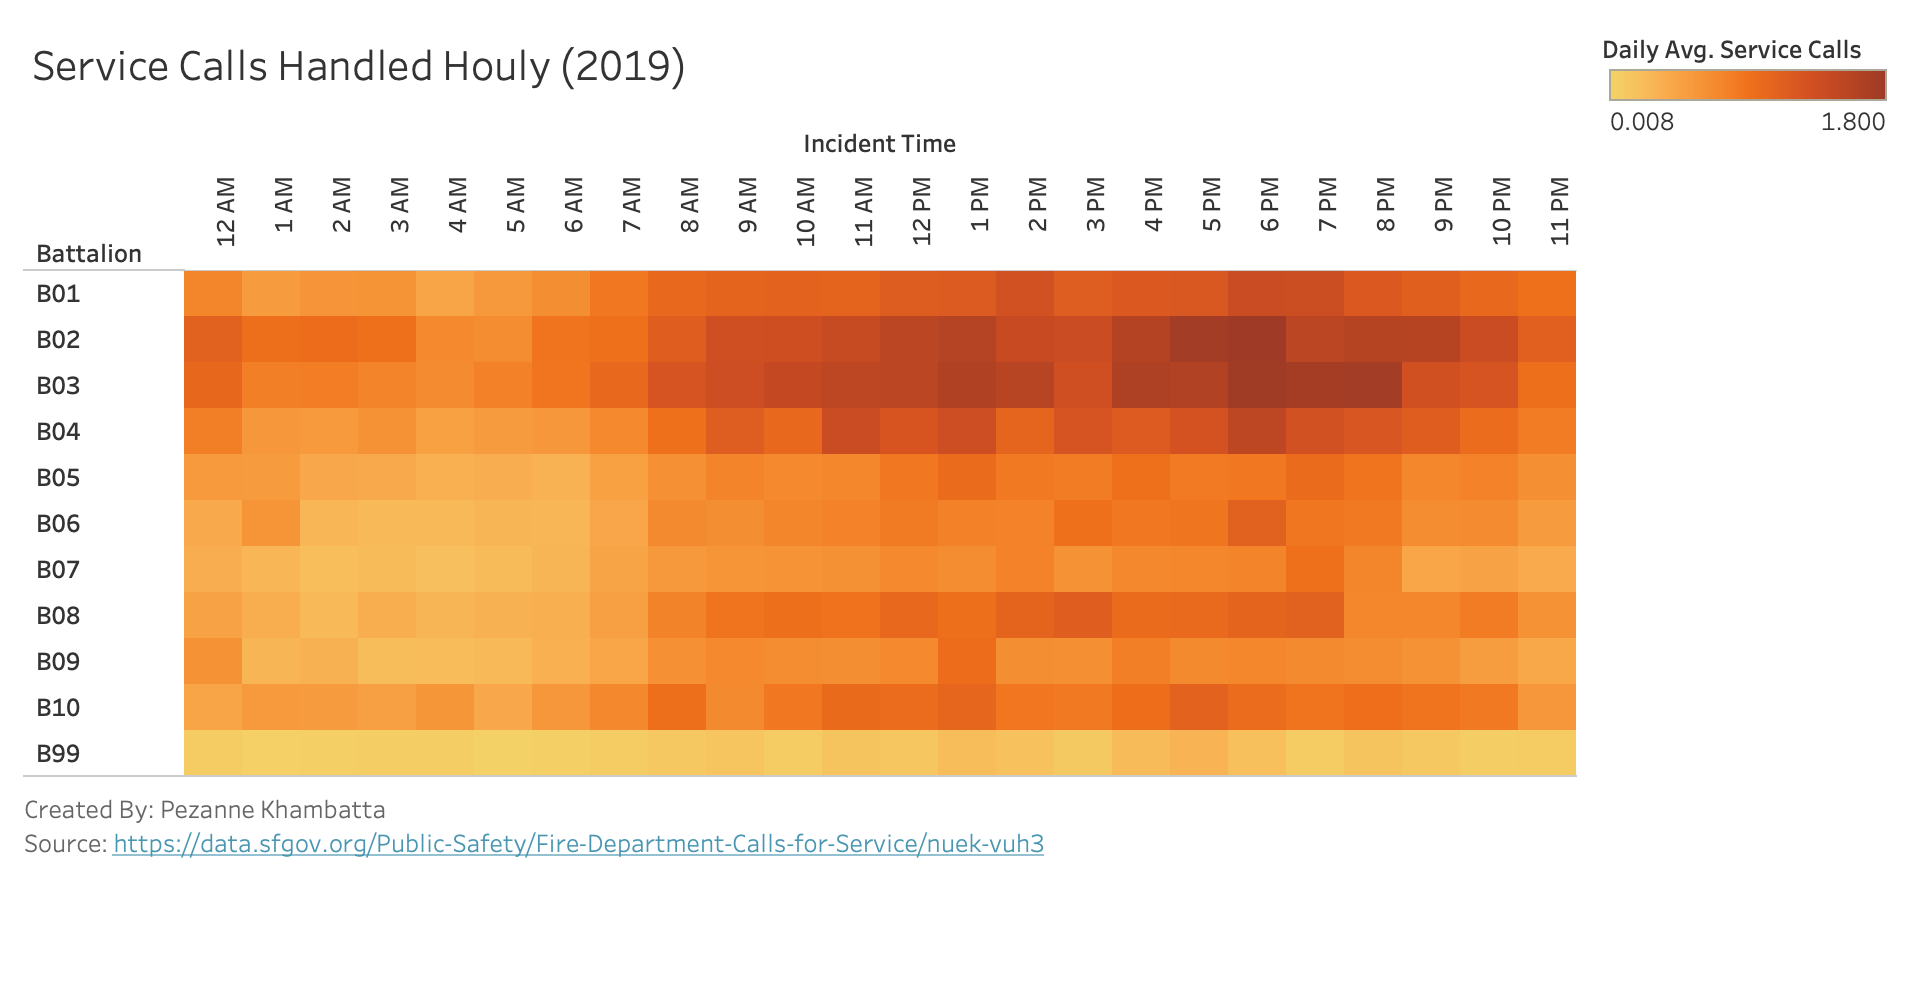 Service Calls Handled Houly (2019)
Daily Avg. Service Calls
0.008 1.800
Incident Time
Battalion
12 AM
1 AM
2 AM
3 AM
4 AM
5 AM
6 AM
7 AM
8 AM
9 AM
10 AM
11 AM
12 PM
1 PM
2 PM
3 PM
4 PM
5 PM
6 PM
7 PM
8 PM
9 PM
10 PM
11 PM
B01
B02
B03
B04
B05
B06
B07
B08
B09
B10
B99
Created By: Pezanne Khambatta
Source: https://data.sfgov.org/Public-Safety/Fire-Department-Calls-for-Service/nuek-vuh3